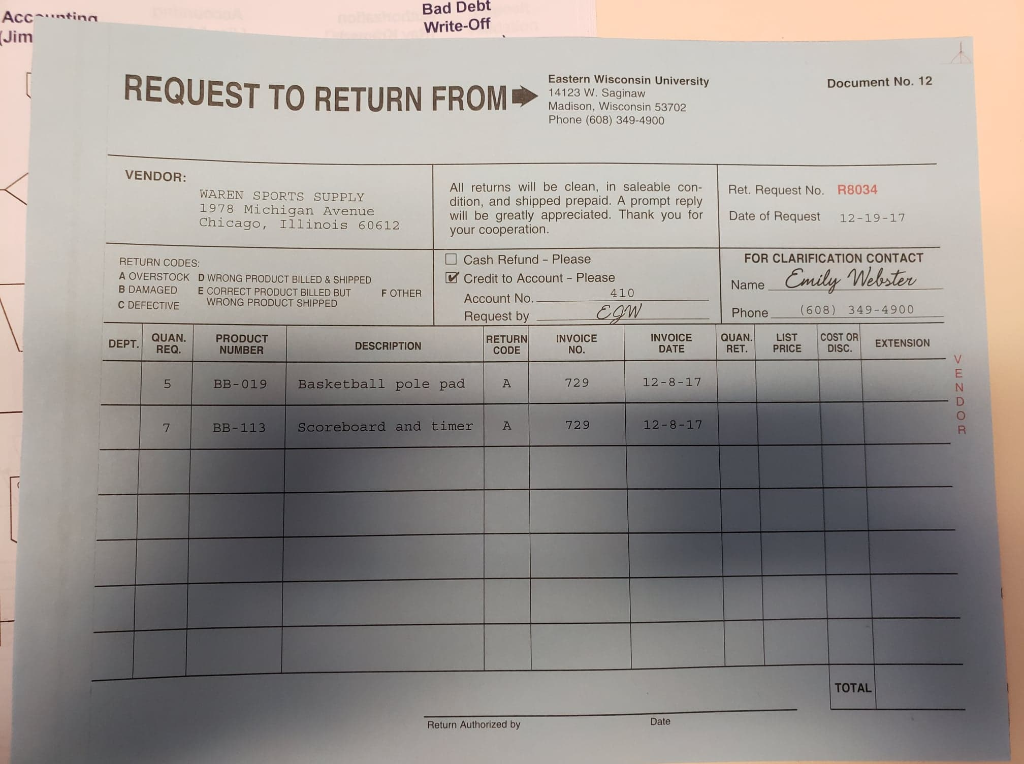 Accounting
(Jim
Bad Debt
Write-Off
REQUEST TO RETURN FROM
Eastern Wisconsin University
14123 W. Saginaw
Madison, Wisconsin 53702
Phone (608) 349-4900
Document No. 12
VENDOR:
WAREN SPORTS SUPPLY
1978 Michigan Avenue
Chicago, Illinois 60612
All returns will be clean, in saleable con-
dition, and shipped prepaid. A prompt reply
will be greatly appreciated. Thank you for
your cooperation.
Ret. Request No. R8034
Date of Request 12-19-17
RETURN CODES:
A OVERSTOCK D WRONG PRODUCT BILLED & SHIPPED
B DAMAGED E CORRECT PRODUCT BILLED BUT F OTHER
C DEFECTIVE WRONG PRODUCT SHIPPED
Cash Refund – Please
Credit to Account – Please
Account No. 410
Request by EGW
FOR CLARIFICATION CONTACT
Name Emily Webster
Phone (608) 349-4900
DEPT. QUAN. REQ. PRODUCT NUMBER DESCRIPTION RETURN CODE INVOICE NO. INVOICE DATE QUAN. RET. LIST PRICE COST OR DISC. EXTENSION
5 BB-019 Basketball pole pad A 729 12-8-17
7 BB-113 Scoreboard and timer A 729 12-8-17
VENDOR
TOTAL
Return Authorized by Date